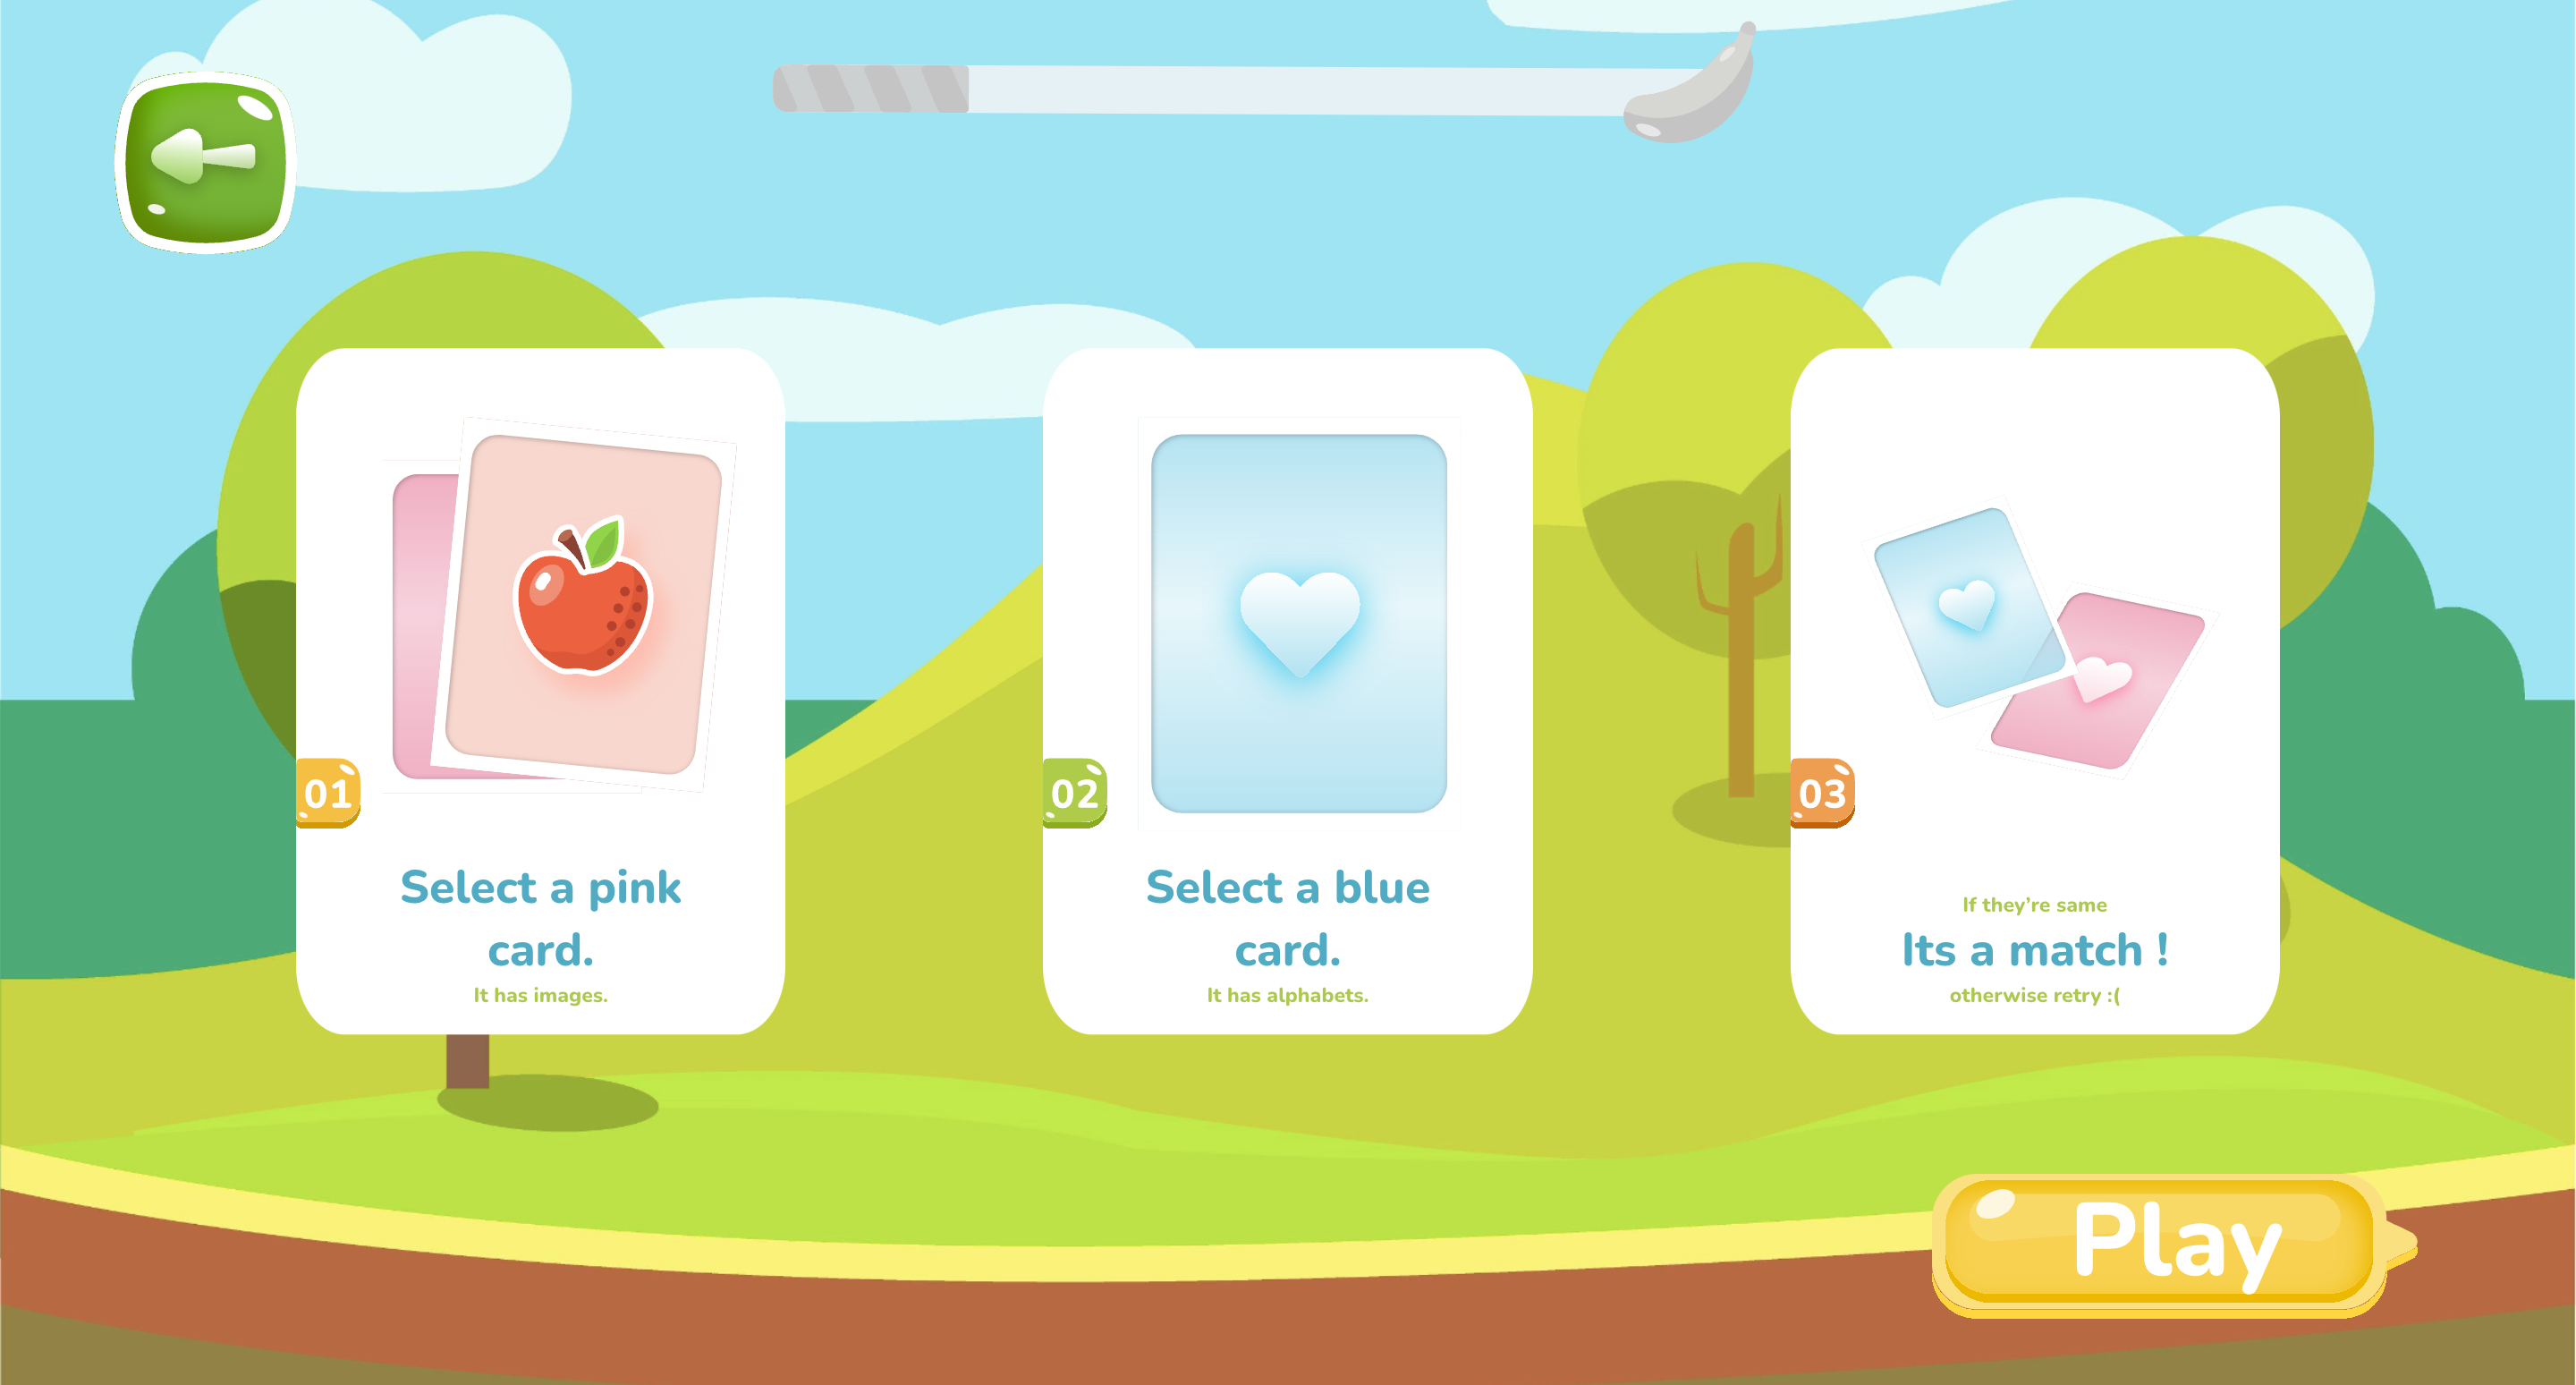 01
Select a pink
card.
It has images.
02
Select a blue
card.
It has alphabets.
03
If they’re same
Its a match !
otherwise retry :(
Play